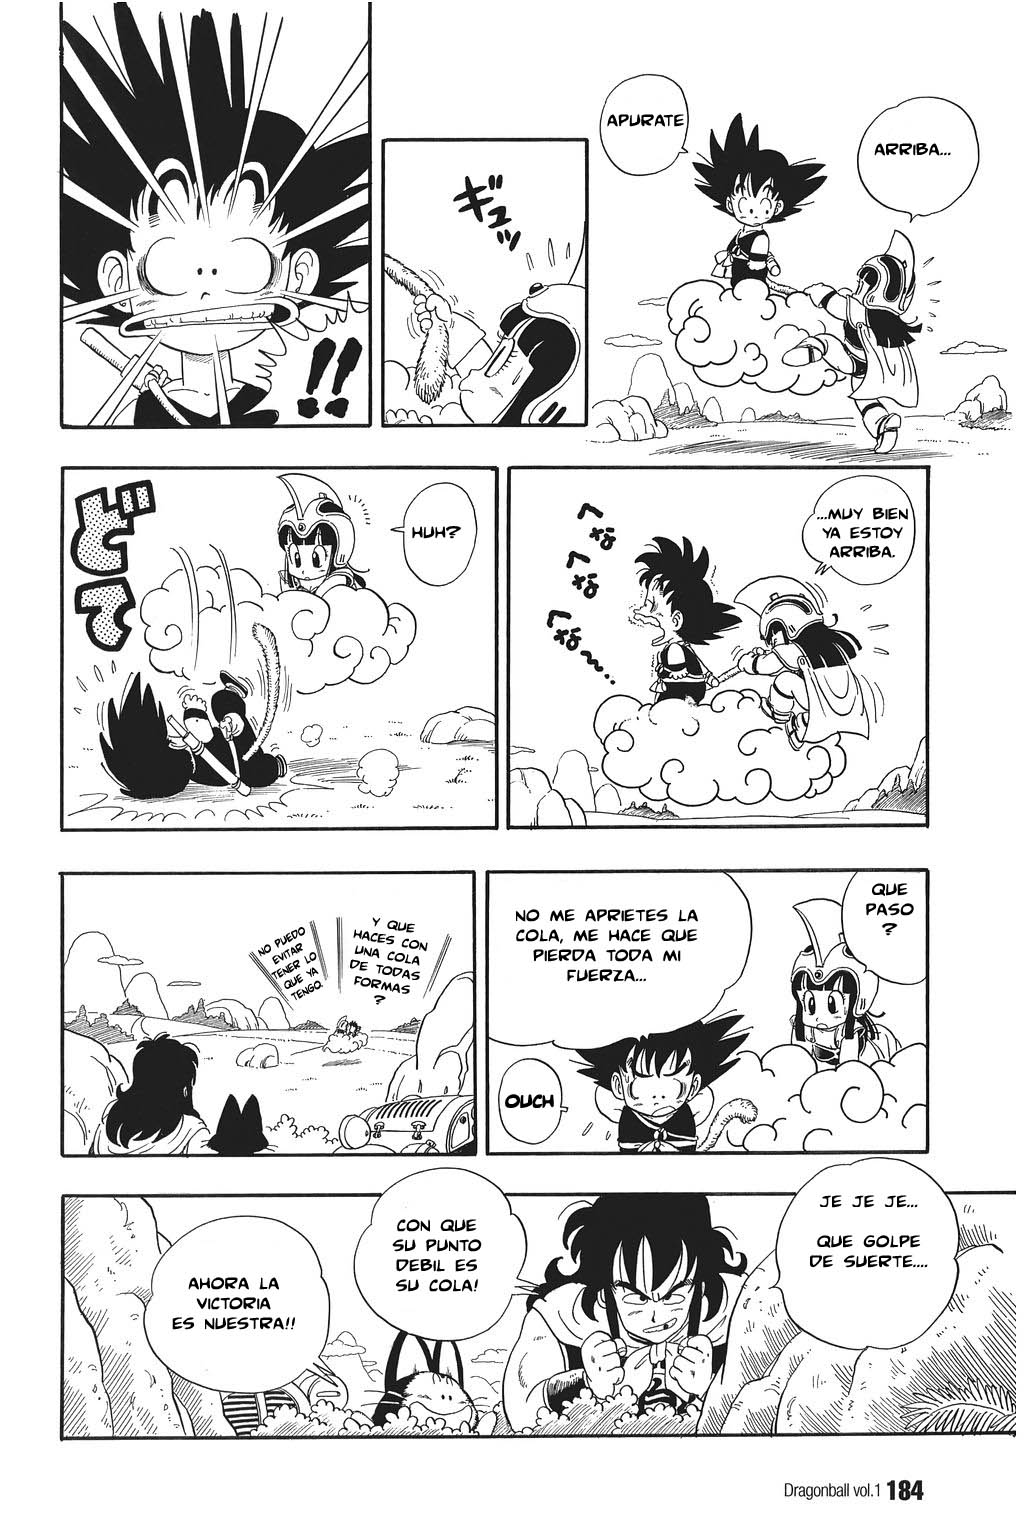 APURATE
ARRIBA...
ギュッ
!!
...MUY BIEN
YA ESTOY
ARRIBA.
へなへなへな〜…
HUH?
どて
QUE
PASO
?
NO ME APRIETES LA
COLA, ME HACE QUE
PIERDA TODA MI
FUERZA...
OUCH
Y QUE
HACES CON
UNA COLA
DE TODAS
FORMAS
?
NO PUEDO
EVITAR
TENER LO
QUE YA
TENGO.
JE JE JE...
QUE GOLPE
DE SUERTE....
CON QUE
SU PUNTO
DEBIL ES
SU COLA!
AHORA LA
VICTORIA
ES NUESTRA!!
Dragonball vol.1 184